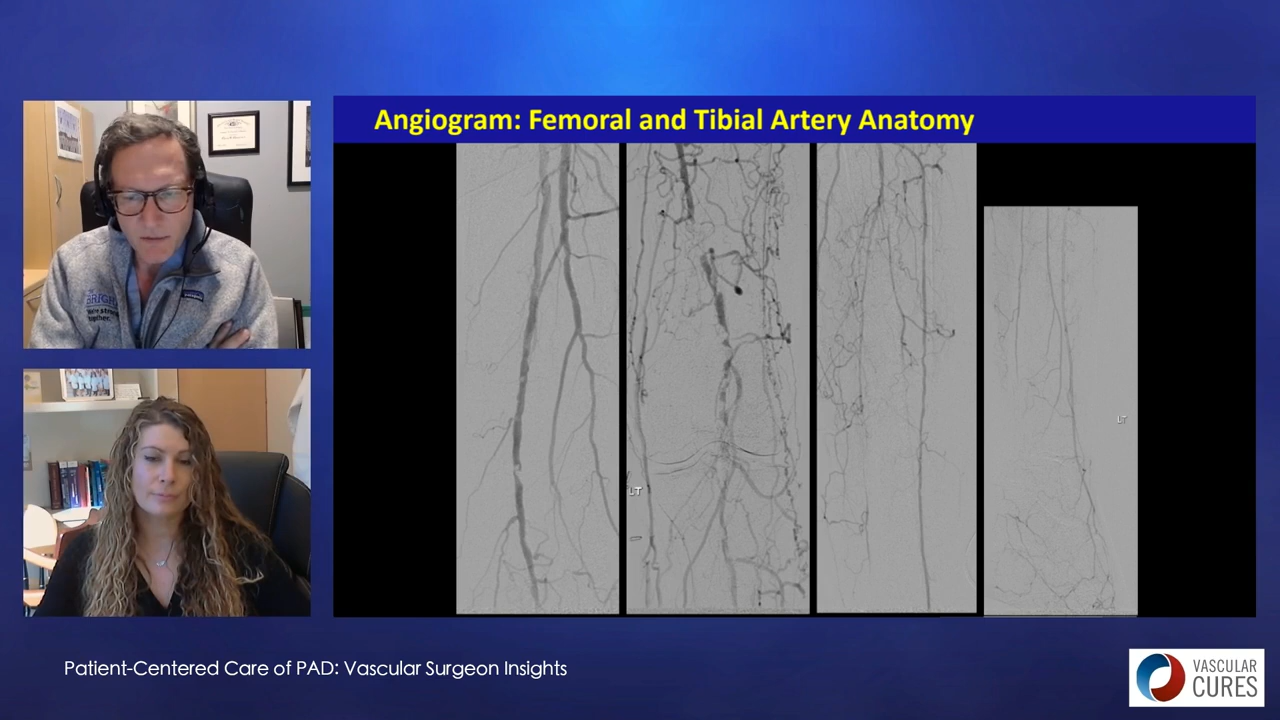 Angiogram: Femoral and Tibial Artery Anatomy
LT
LT
Patient-Centered Care of PAD: Vascular Surgeon Insights
VASCULAR
CURES